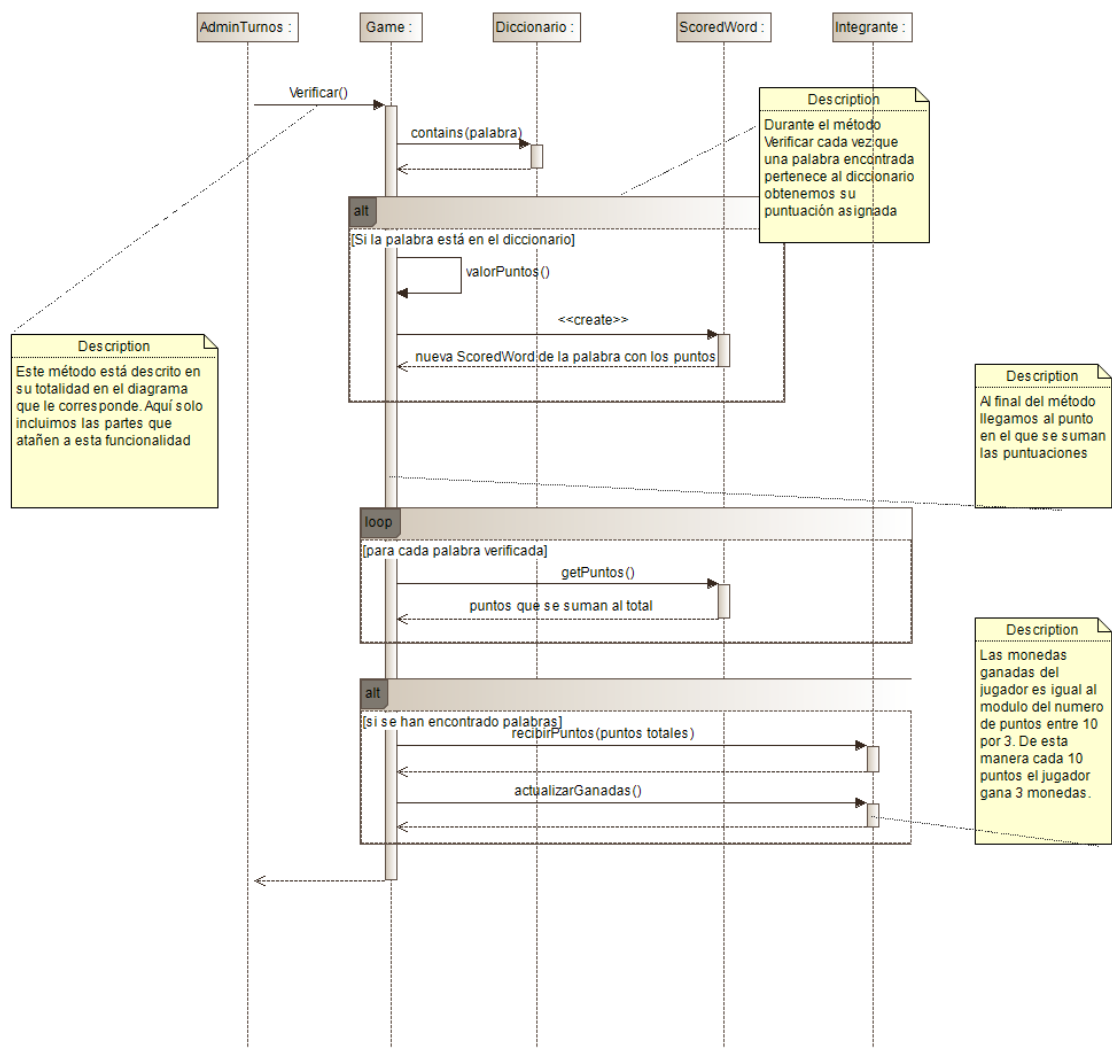 AdminTurnos :
Game :
Diccionario :
ScoredWord :
Integrante :
Verificar()
contains(palabra)
Description
Durante el método
Verificar cada vez que
una palabra encontrada
pertenece al diccionario
obtenemos su
puntuación asignada
alt
[Si la palabra está en el diccionario]
valorPuntos()
<<create>>
nueva ScoredWord de la palabra con los puntos
Description
Este método está descrito en
su totalidad en el diagrama
que le corresponde. Aquí solo
incluimos las partes que
atañen a esta funcionalidad
Description
Al final del método
llegamos al punto
en el que se suman
las puntuaciones
loop
[para cada palabra verificada]
getPuntos()
puntos que se suman al total
Description
Las monedas
ganadas del
jugador es igual al
modulo del numero
de puntos entre 10
por 3. De esta
manera cada 10
puntos el jugador
gana 3 monedas.
alt
[si se han encontrado palabras]
recibirPuntos(puntos totales)
actualizarGanadas()